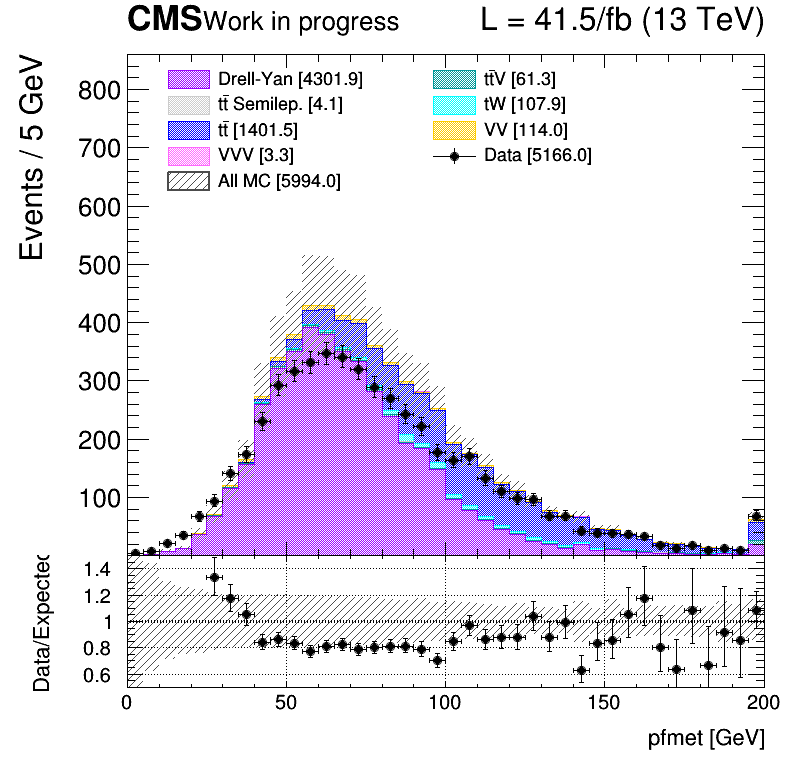 CMS Work in progress L = 41.5/fb (13 TeV)
Events / 5 GeV
800
700
600
500
400
300
200
100
Drell-Yan [4301.9]
tt̄ Semilep. [4.1]
tt̄ [1401.5]
VVV [3.3]
All MC [5994.0]
tt̄V [61.3]
tW [107.9]
VV [114.0]
Data [5166.0]
Data/Expected
1.4
1.2
1
0.8
0.6
0 50 100 150 200
pfmet [GeV]